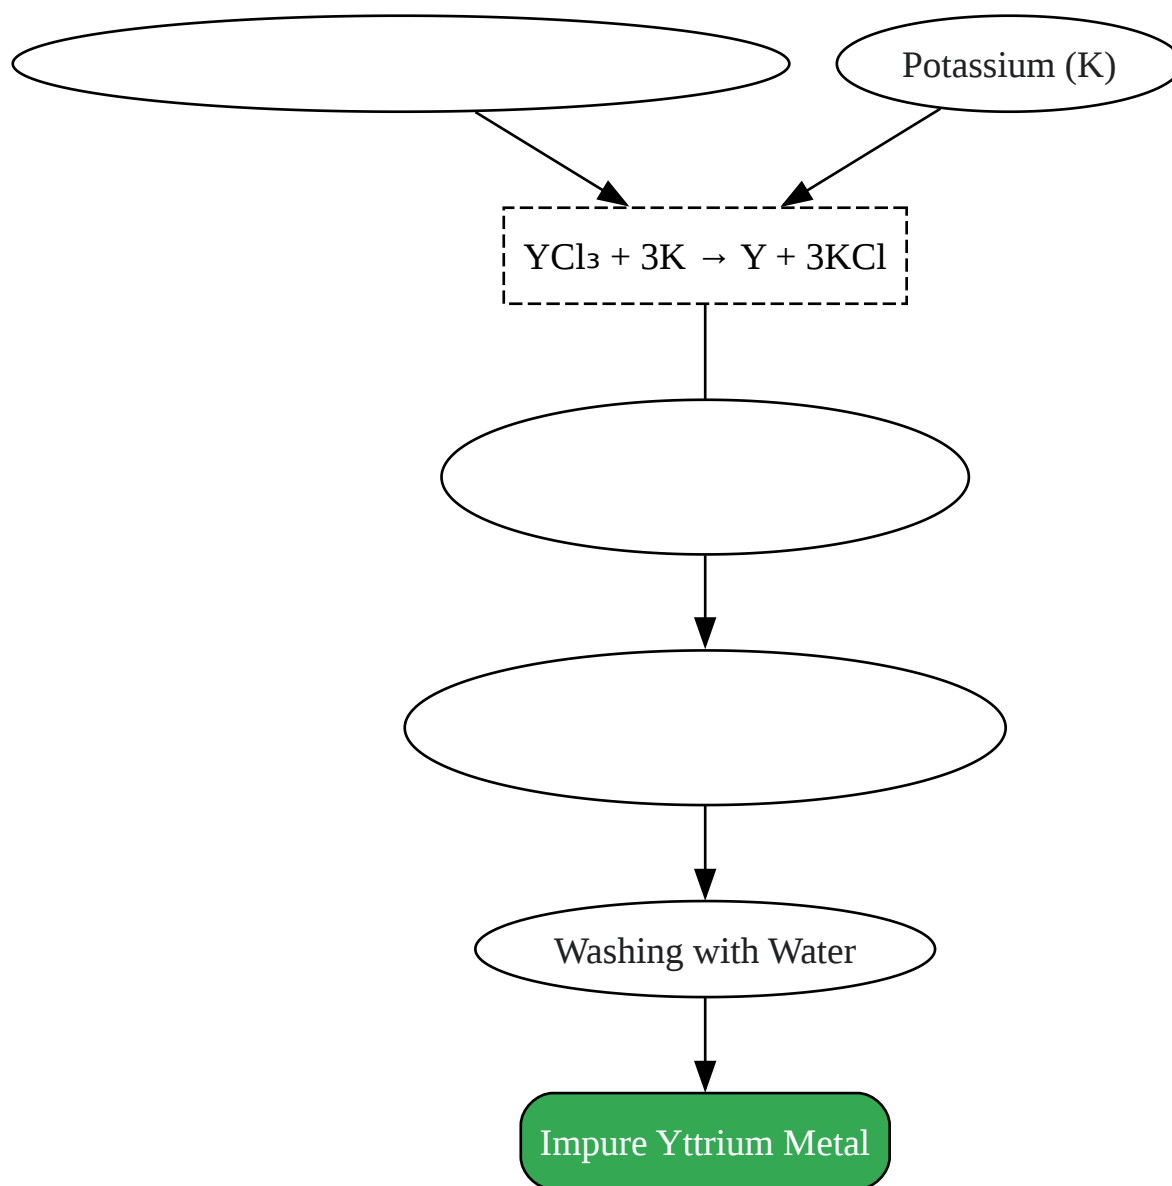 Potassium (K)
YCl₃ + 3K → Y + 3KCl
Washing with Water
Impure Yttrium Metal